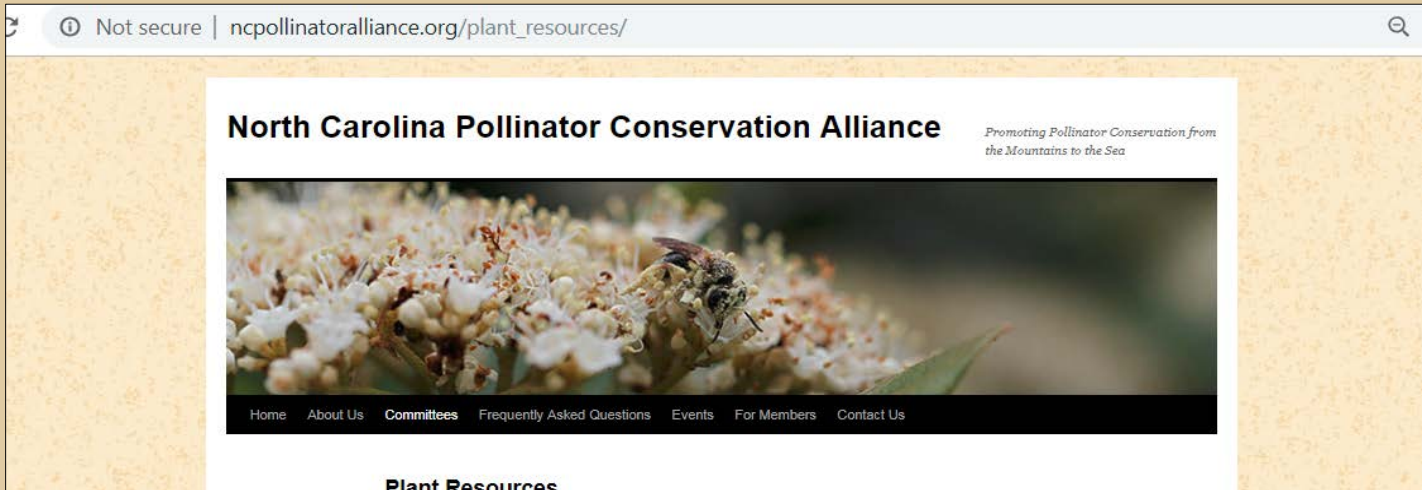 Not secure | ncpollinatoralliance.org/plant_resources/
North Carolina Pollinator Conservation Alliance
Promoting Pollinator Conservation from
the Mountains to the Sea
Home About Us Committees Frequently Asked Questions Events For Members Contact Us
Plant Resources